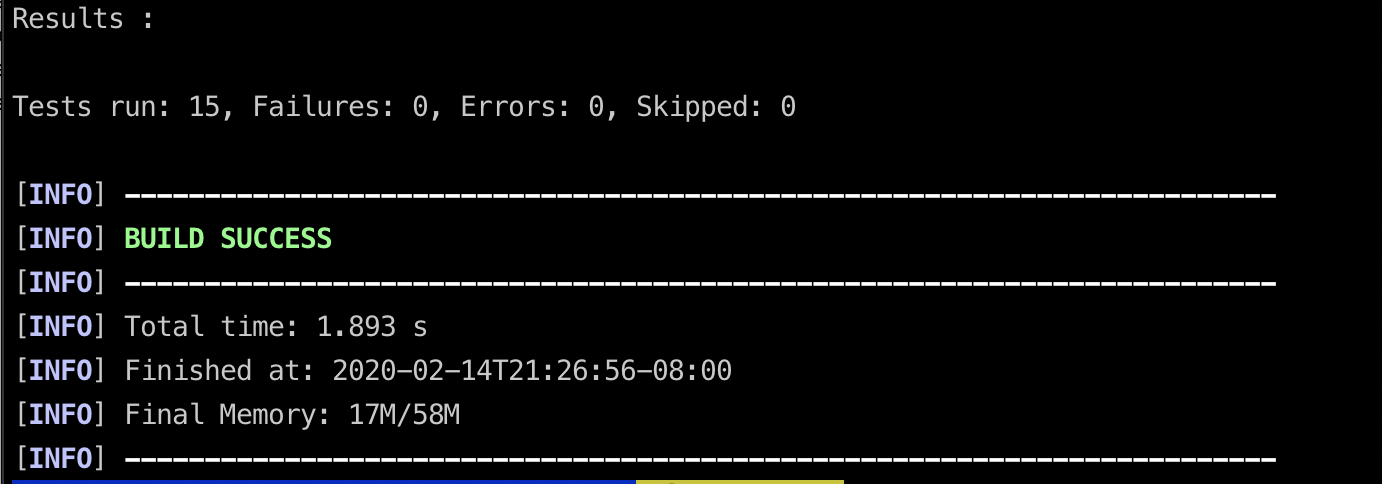 Results :
Tests run: 15, Failures: 0, Errors: 0, Skipped: 0
[INFO] ------------------------------------------------------------------------
[INFO] BUILD SUCCESS
[INFO] ------------------------------------------------------------------------
[INFO] Total time: 1.893 s
[INFO] Finished at: 2020-02-14T21:26:56-08:00
[INFO] Final Memory: 17M/58M
[INFO] ------------------------------------------------------------------------